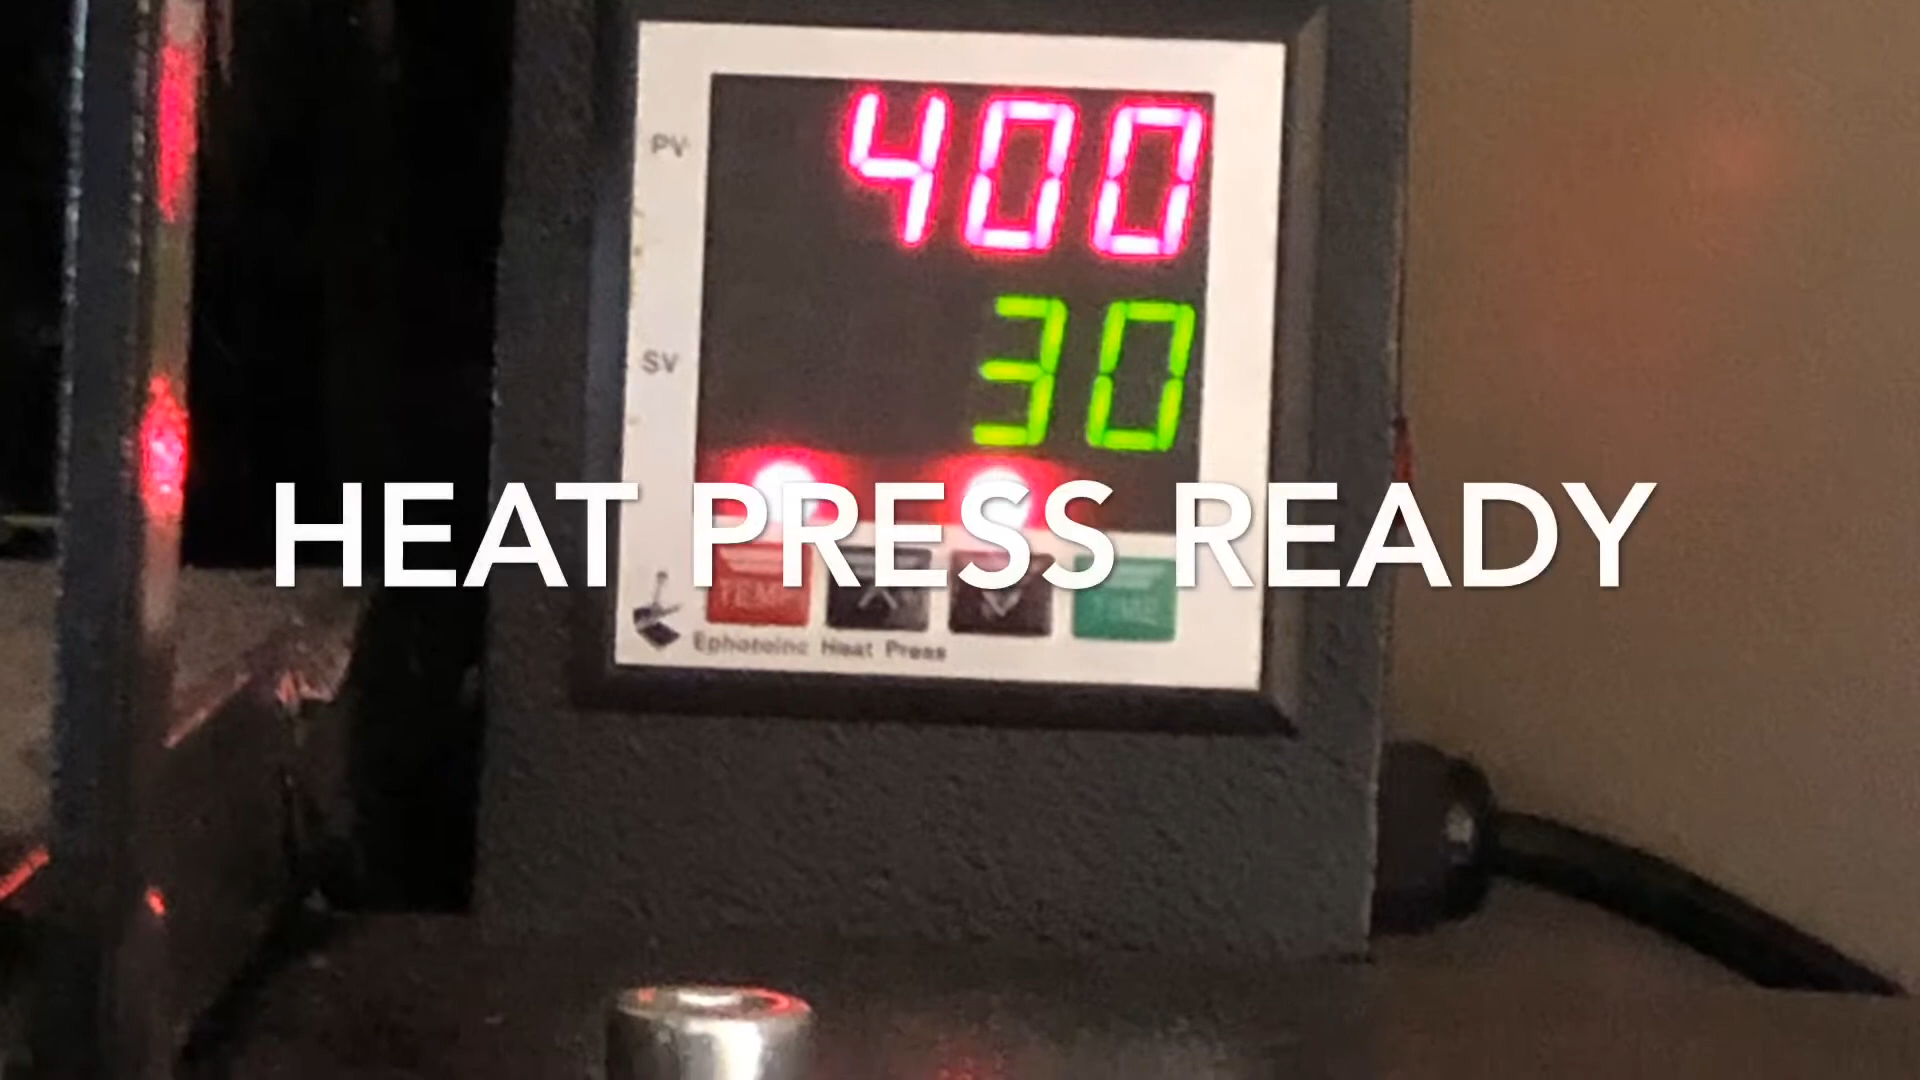 PV 400
SV 30
HEAT PRESS READY
TEMP TIME
Ephotoinc Heat Press